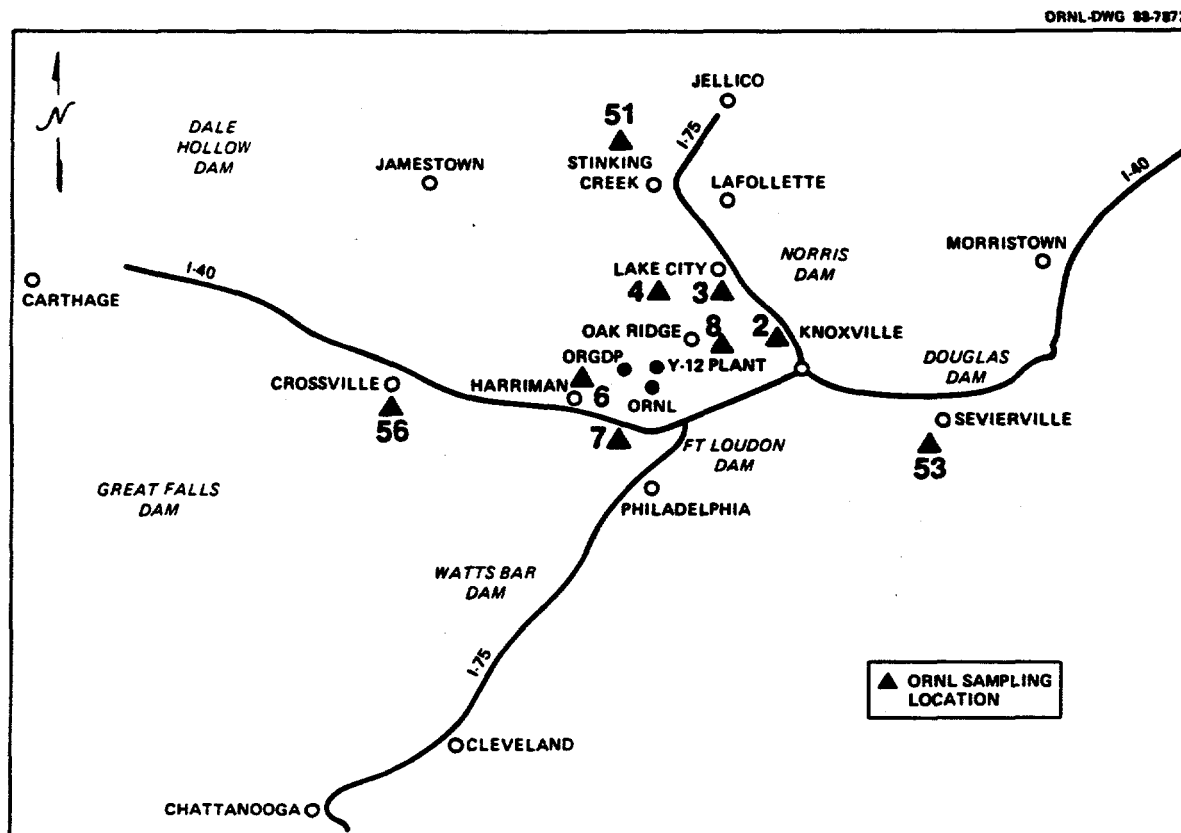 ORNL-DWG 88-787
N
DALE
HOLLOW
DAM
JAMESTOWN
51
STINKING
CREEK
JELLICO
I-75
LAFOLLETTE
I-40
MORRISTOWN
NORRIS
DAM
CARTHAGE
I-40
LAKE CITY
4
3
OAK RIDGE
8
2
KNOXVILLE
ORGDP
Y-12 PLANT
DOUGLAS
DAM
CROSSVILLE
HARRIMAN
6
ORNL
56
7
FT LOUDON
DAM
SEVIERVILLE
53
GREAT FALLS
DAM
PHILADELPHIA
WATTS BAR
DAM
I-75
ORNL SAMPLING
LOCATION
CLEVELAND
CHATTANOOGA